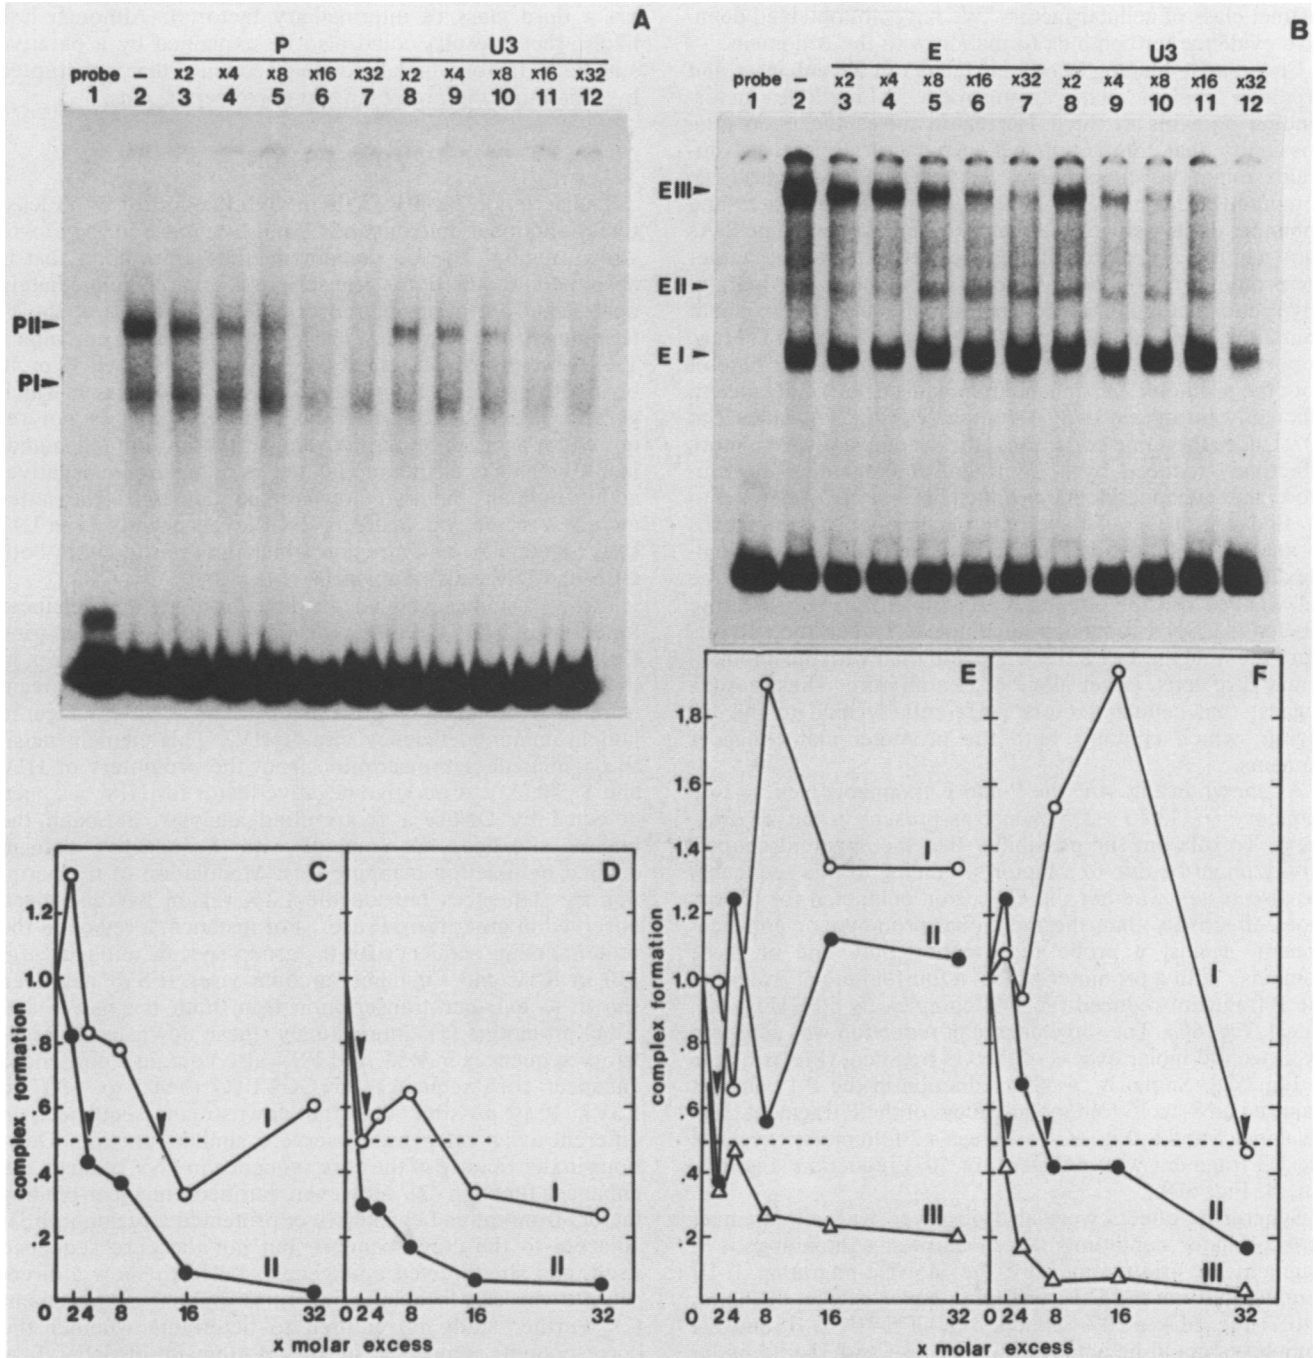 A
P U3
probe – x2 x4 x8 x16 x32 x2 x4 x8 x16 x32
1 2 3 4 5 6 7 8 9 10 11 12
PII
PI
B
E U3
probe - x2 x4 x8 x16 x32 x2 x4 x8 x16 x32
1 2 3 4 5 6 7 8 9 10 11 12
EIII
EII
EI
C D
complex formation
1.2
1.0
.8
.6
.4
.2
I
II
I
II
0 2 4 8 16 32 0 2 4 8 16 32
x molar excess
E F
complex formation
1.8
1.6
1.4
1.2
1.0
.8
.6
.4
.2
I
II
III
I
II
III
0 2 4 8 16 32 0 2 4 8 16 32
x molar excess